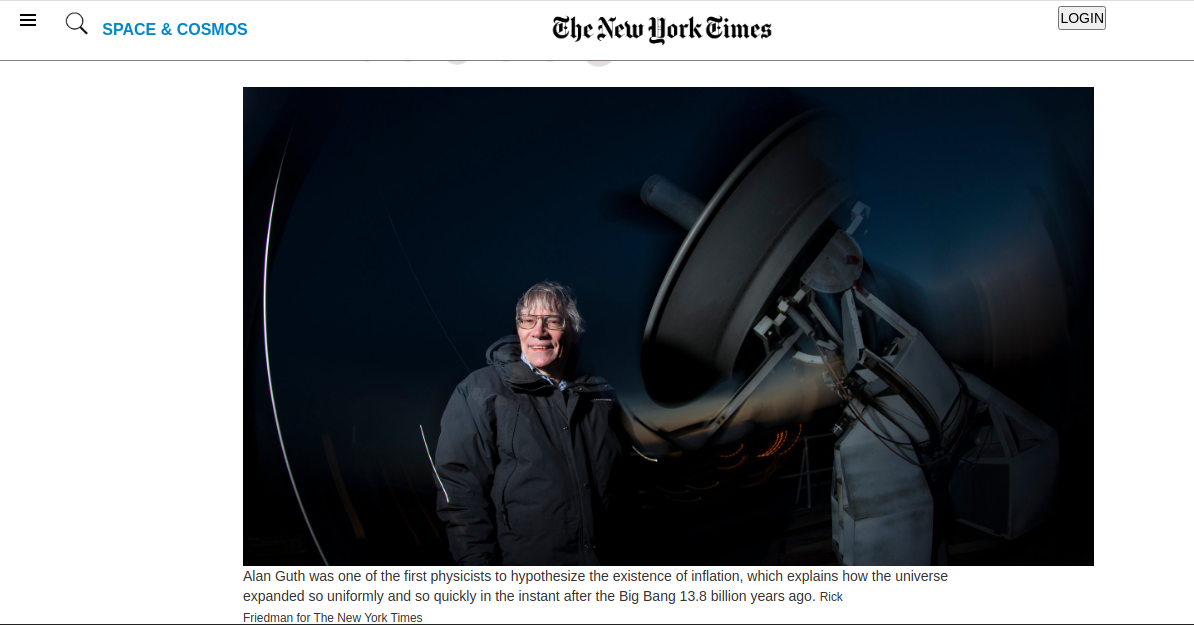 SPACE & COSMOS
The New York Times
LOGIN
Alan Guth was one of the first physicists to hypothesize the existence of inflation, which explains how the universe
expanded so uniformly and so quickly in the instant after the Big Bang 13.8 billion years ago. Rick
Friedman for The New York Times